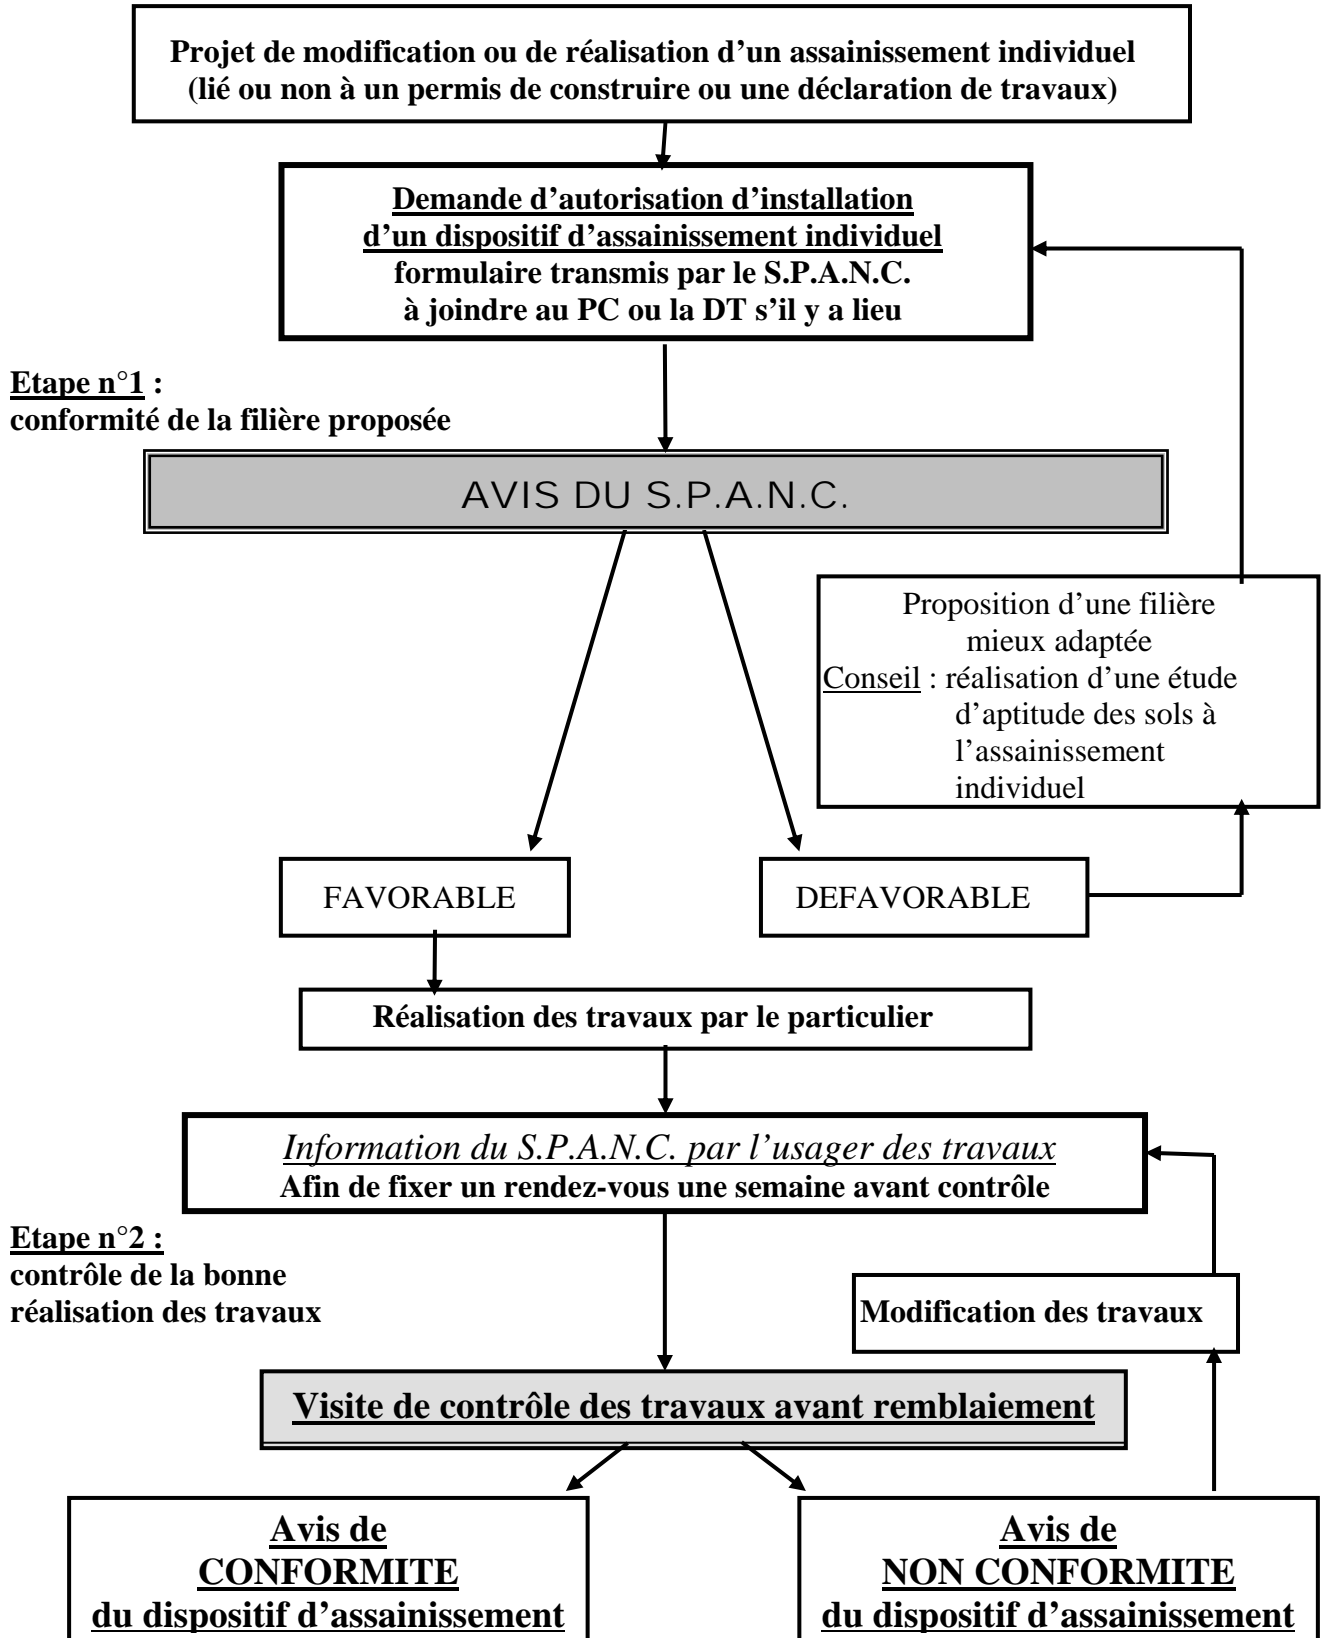 Projet de modification ou de réalisation d’un assainissement individuel
(lié ou non à un permis de construire ou une déclaration de travaux)
Demande d’autorisation d’installation
d’un dispositif d’assainissement individuel
formulaire transmis par le S.P.A.N.C.
à joindre au PC ou la DT s’il y a lieu
Etape n°1 :
conformité de la filière proposée
AVIS DU S.P.A.N.C.
Proposition d’une filière
mieux adaptée
Conseil : réalisation d’une étude
d’aptitude des sols à
l’assainissement
individuel
FAVORABLE
DEFAVORABLE
Réalisation des travaux par le particulier
Information du S.P.A.N.C. par l’usager des travaux
Afin de fixer un rendez-vous une semaine avant contrôle
Etape n°2 :
contrôle de la bonne
réalisation des travaux
Modification des travaux
Visite de contrôle des travaux avant remblaiement
Avis de
CONFORMITE
du dispositif d’assainissement
Avis de
NON CONFORMITE
du dispositif d’assainissement